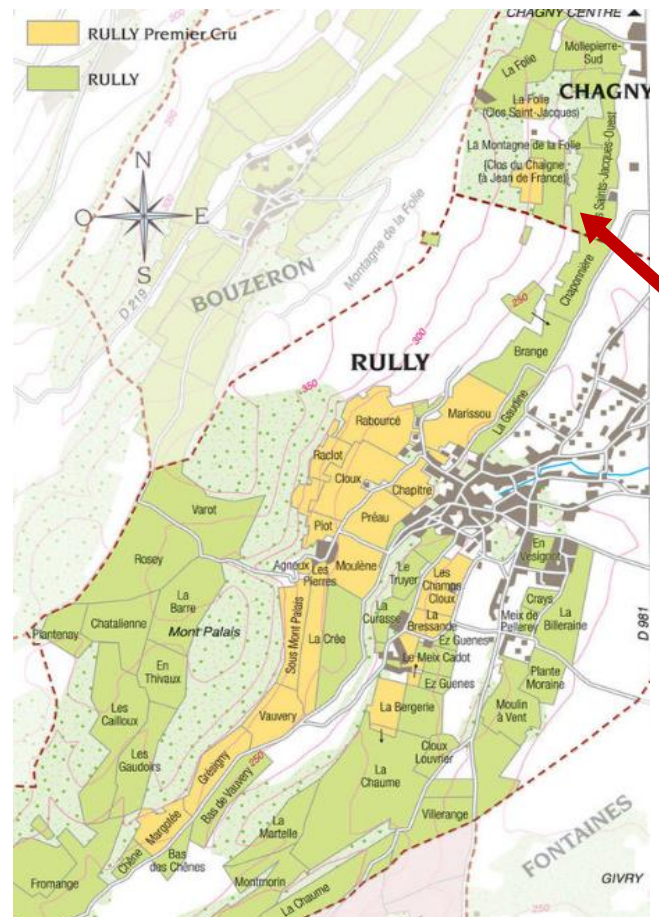 CHAGNY CENTRE
RULLY Premier Cru
RULLY
La Folie
Mollepierre-
Sud
CHAGNY
La Folie
(Clos Saint-Jacques)
La Montagne de la Folie
(Clos du Chaigne
à Jean de France)
Saints-Jacques-Ouest
N
O
E
S
D 219
BOUZERON
Montagne de la Folie
350
300
250
Chaponnière
Brange
La Gaudine
RULLY
Marissou
Rabourcé
Raclot
Cloux
Chapître
Préau
Piot
Agneux
Les
Pierres
Moulène
Varot
Rosey
La
Barre
Plantenay
Chatalienne
Mont Palais
En
Thivaux
Les
Cailloux
Les
Gaudoirs
Sous Mont Palais
La Crée
Vauvery
Grésigny
Margotée
Bas de Vauvery
250
Chêne
Bas
des Chênes
Fromange
Le
Truyer
La
Curasse
Les
Champs
Cloux
La
Bressande
Ez Guenes
Le Meix Cadot
Ez Guenes
La Bergerie
Cloux
Louvrier
La
Chaume
La
Martelle
Montmorin
La Chaume
Villerange
En
Vesignot
Crays
Meix de
Pellerey
La
Billeraine
Plante
Moraine
Moulin
à Vent
D 981
FONTAINES
GIVRY
250